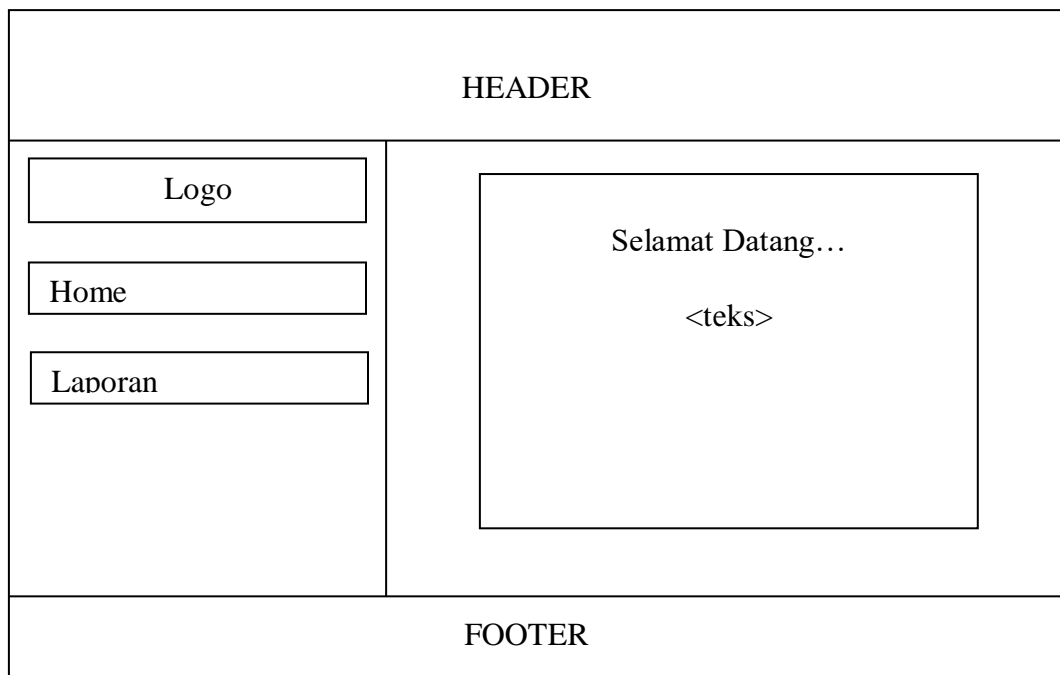 HEADER
Logo
Home
Laporan
Selamat Datang…
<teks>
FOOTER